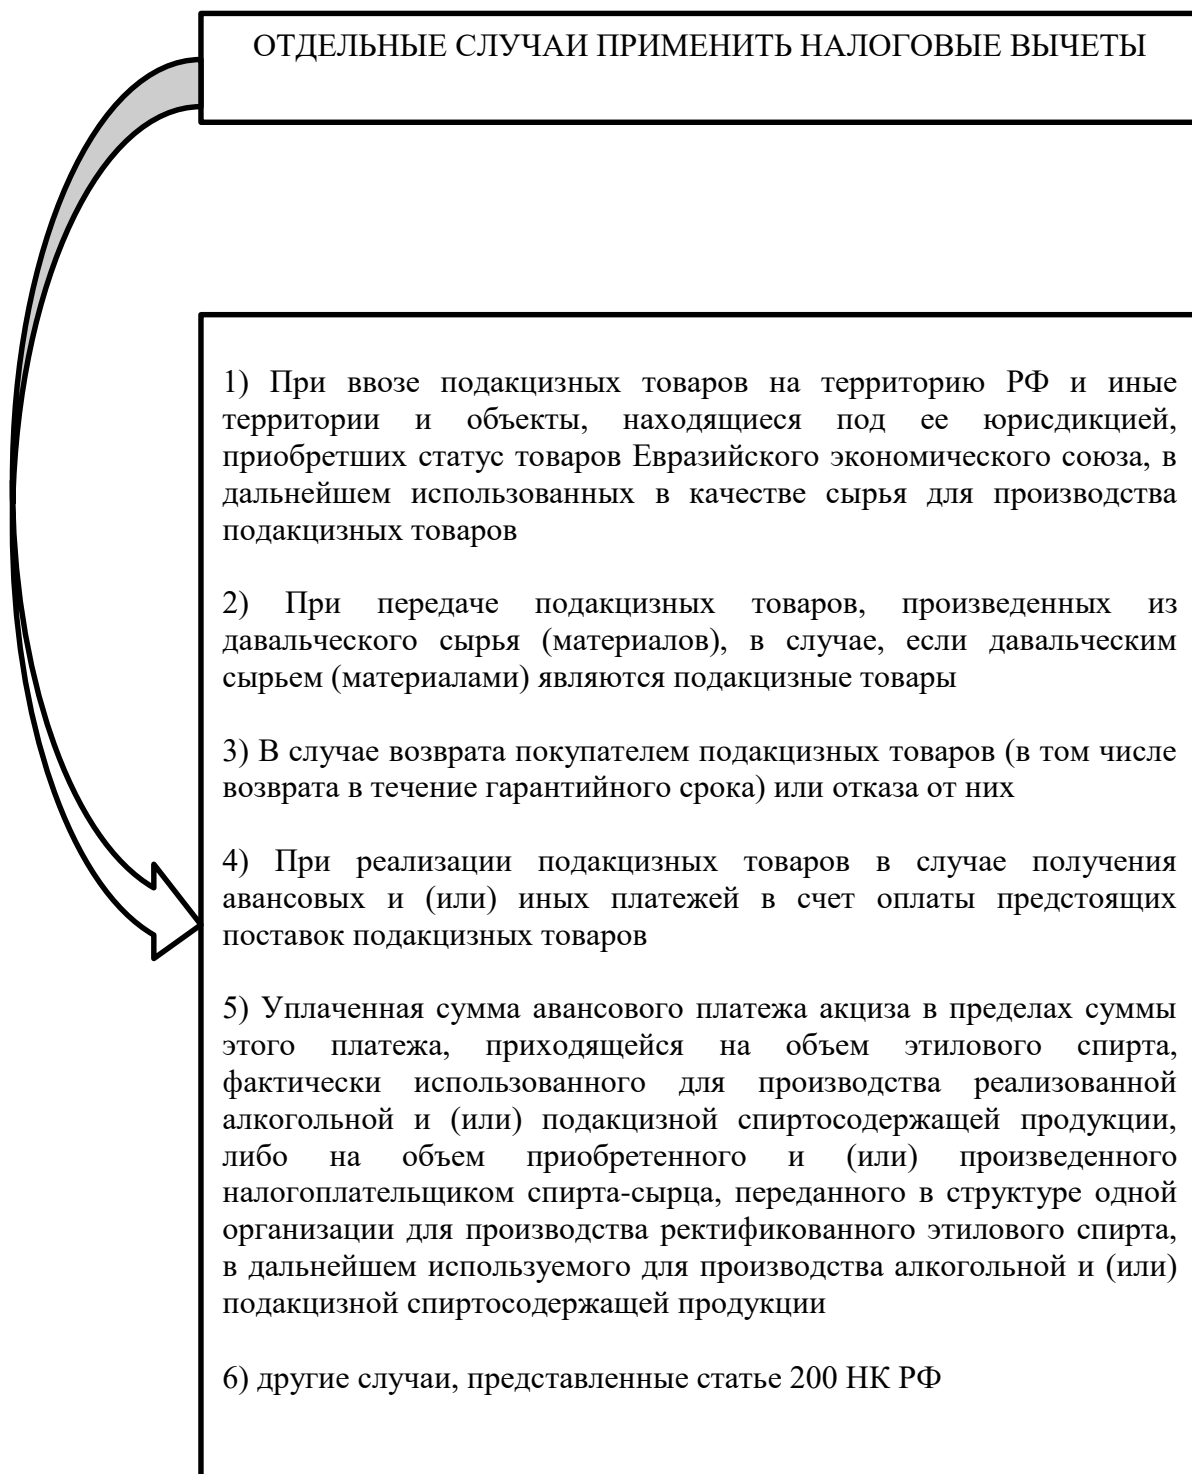 ОТДЕЛЬНЫЕ СЛУЧАИ ПРИМЕНИТЬ НАЛОГОВЫЕ ВЫЧЕТЫ
1) При ввозе подакцизных товаров на территорию РФ и иные
территории и объекты, находящиеся под ее юрисдикцией,
приобретших статус товаров Евразийского экономического союза, в
дальнейшем использованных в качестве сырья для производства
подакцизных товаров
2) При передаче подакцизных товаров, произведенных из
давальческого сырья (материалов), в случае, если давальческим
сырьем (материалами) являются подакцизные товары
3) В случае возврата покупателем подакцизных товаров (в том числе
возврата в течение гарантийного срока) или отказа от них
4) При реализации подакцизных товаров в случае получения
авансовых и (или) иных платежей в счет оплаты предстоящих
поставок подакцизных товаров
5) Уплаченная сумма авансового платежа акциза в пределах суммы
этого платежа, приходящейся на объем этилового спирта,
фактически использованного для производства реализованной
алкогольной и (или) подакцизной спиртосодержащей продукции,
либо на объем приобретенного и (или) произведенного
налогоплательщиком спирта-сырца, переданного в структуре одной
организации для производства ректификованного этилового спирта,
в дальнейшем используемого для производства алкогольной и (или)
подакцизной спиртосодержащей продукции
6) другие случаи, представленные статье 200 НК РФ